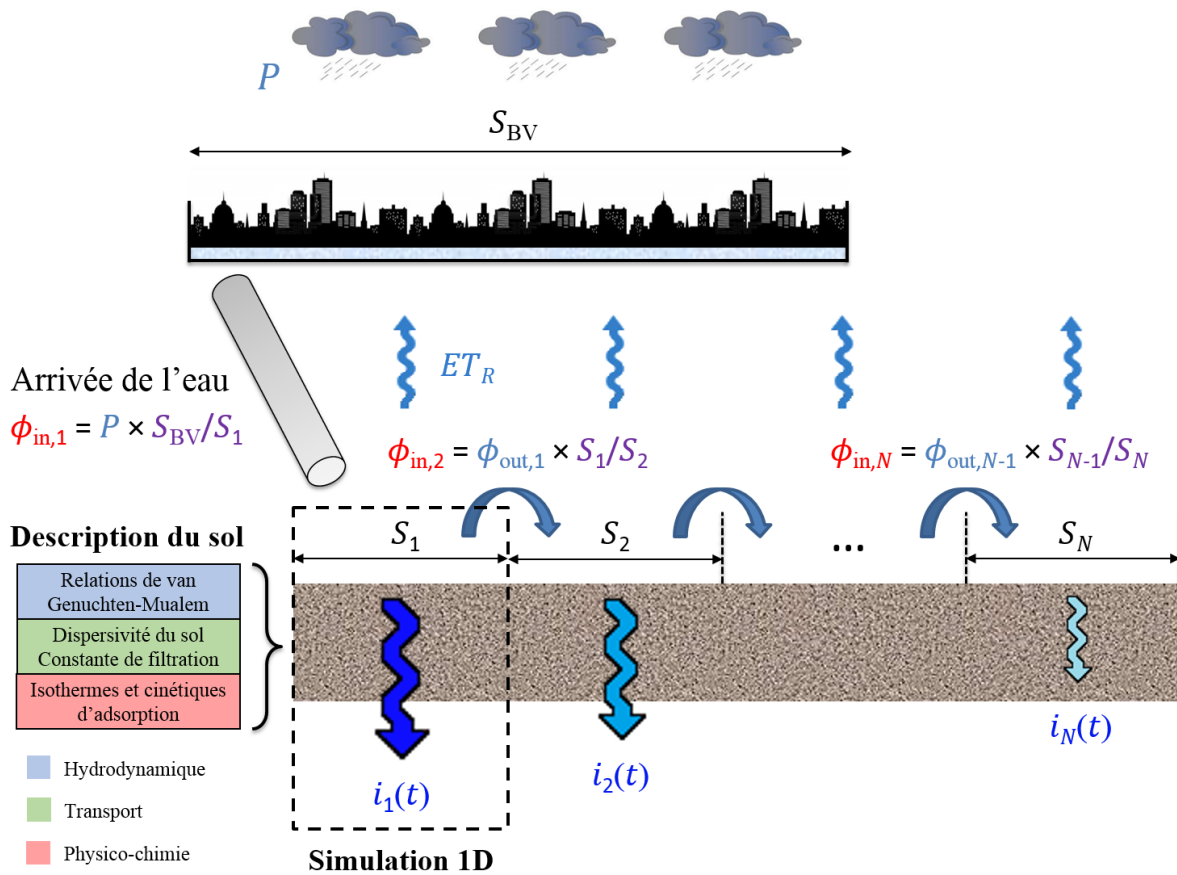 P
S_BV
ET_R
Arrivée de l’eau
ϕ_in,1 = P × S_BV/S_1
ϕ_in,2 = ϕ_out,1 × S_1/S_2
ϕ_in,N = ϕ_out,N-1 × S_N-1/S_N
Description du sol
S_1
S_2
...
S_N
Relations de van
Genuchten-Mualem
Dispersivité du sol
Constante de filtration
Isothermes et cinétiques
d’adsorption
i_1(t)
i_2(t)
i_N(t)
Hydrodynamique
Transport
Physico-chimie
Simulation 1D